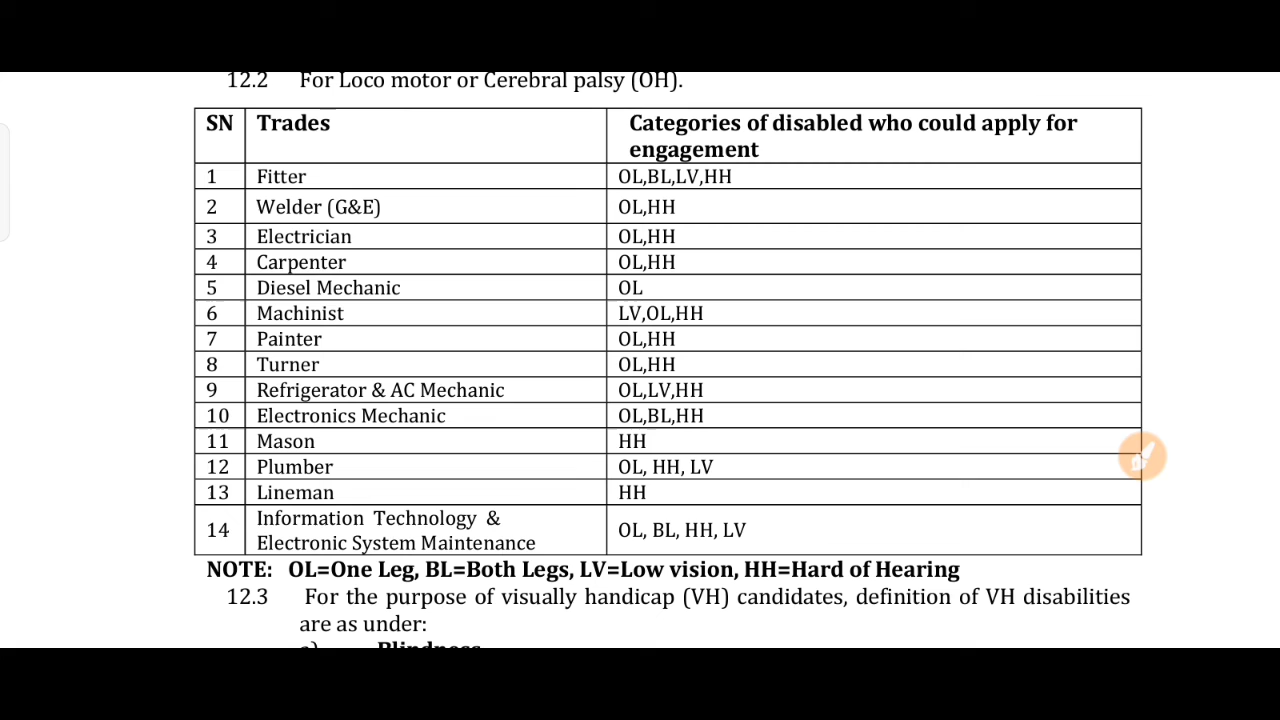 12.2 For Loco motor or Cerebral palsy (OH).
SN Trades Categories of disabled who could apply for
engagement
1 Fitter OL,BL,LV,HH
2 Welder (G&E) OL,HH
3 Electrician OL,HH
4 Carpenter OL,HH
5 Diesel Mechanic OL
6 Machinist LV,OL,HH
7 Painter OL,HH
8 Turner OL,HH
9 Refrigerator & AC Mechanic OL,LV,HH
10 Electronics Mechanic OL,BL,HH
11 Mason HH
12 Plumber OL, HH, LV
13 Lineman HH
14 Information Technology &
Electronic System Maintenance OL, BL, HH, LV
NOTE: OL=One Leg, BL=Both Legs, LV=Low vision, HH=Hard of Hearing
12.3 For the purpose of visually handicap (VH) candidates, definition of VH disabilities
are as under:
a) Blindness